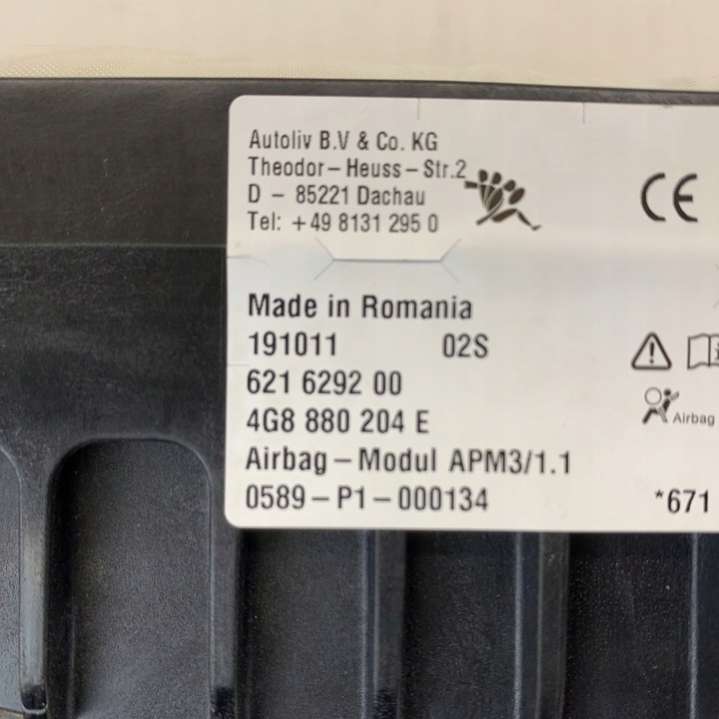 Autoliv B.V & Co. KG
Theodor-Heuss-Str.2
D - 85221 Dachau
Tel: +49 8131 295 0
CE
Made in Romania
191011 02S
621 6292 00
4G8 880 204 E
Airbag
Airbag-Modul APM3/1.1
0589-P1-000134 *671